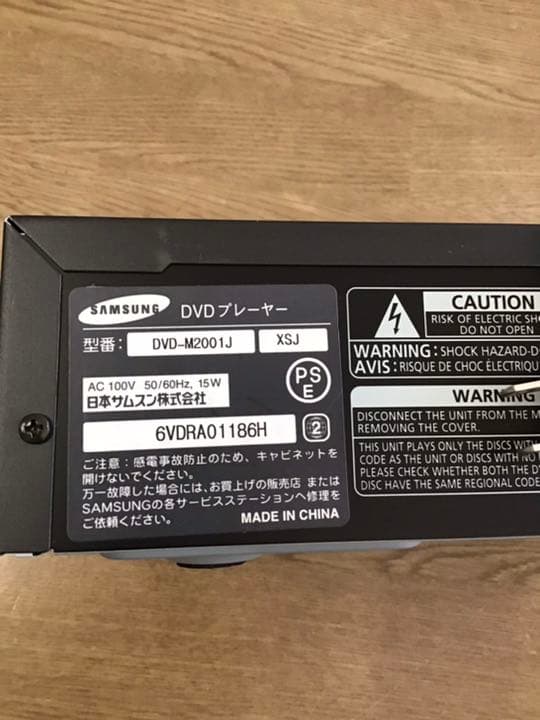 SAMSUNG DVDプレーヤー
型番: DVD-M2001J XSJ
AC 100V 50/60Hz, 15W
日本サムスン株式会社
PSE
6VDRA01186H 2
ご注意：感電事故防止のため、キャビネットを
開けないでください。
万一故障した場合には、お買上げの販売店 または
SAMSUNGの各サービスステーションへ修理を
ご依頼ください。
MADE IN CHINA
CAUTION
RISK OF ELECTRIC
DO NOT OPEN
WARNING: SHOCK HAZARD-D
AVIS: RISQUE DE CHOC ÉLECTRIQU
WARNING
DISCONNECT THE UNIT FROM THE M
REMOVING THE COVER.
THIS UNIT PLAYS ONLY THE DISCS
CODE AS THE UNIT OR DISCS WITH
PLEASE CHECK WHETHER BOTH THE
DISC HAVE THE SAME REGIONAL CODE